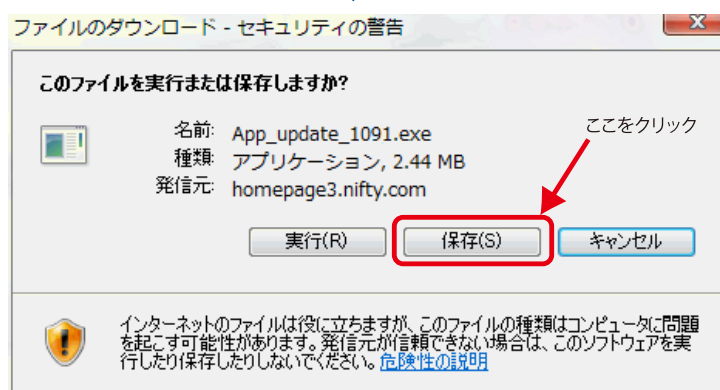 ファイルのダウンロード - セキュリティの警告
このファイルを実行または保存しますか?
ここをクリック
名前: App_update_1091.exe
種類: アプリケーション, 2.44 MB
発信元: homepage3.nifty.com
実行(R) 保存(S) キャンセル
インターネットのファイルは役に立ちますが、このファイルの種類はコンピュータに問題
を起こす可能性があります。発信元が信頼できない場合は、このソフトウェアを実
行したり保存したりしないでください。危険性の説明